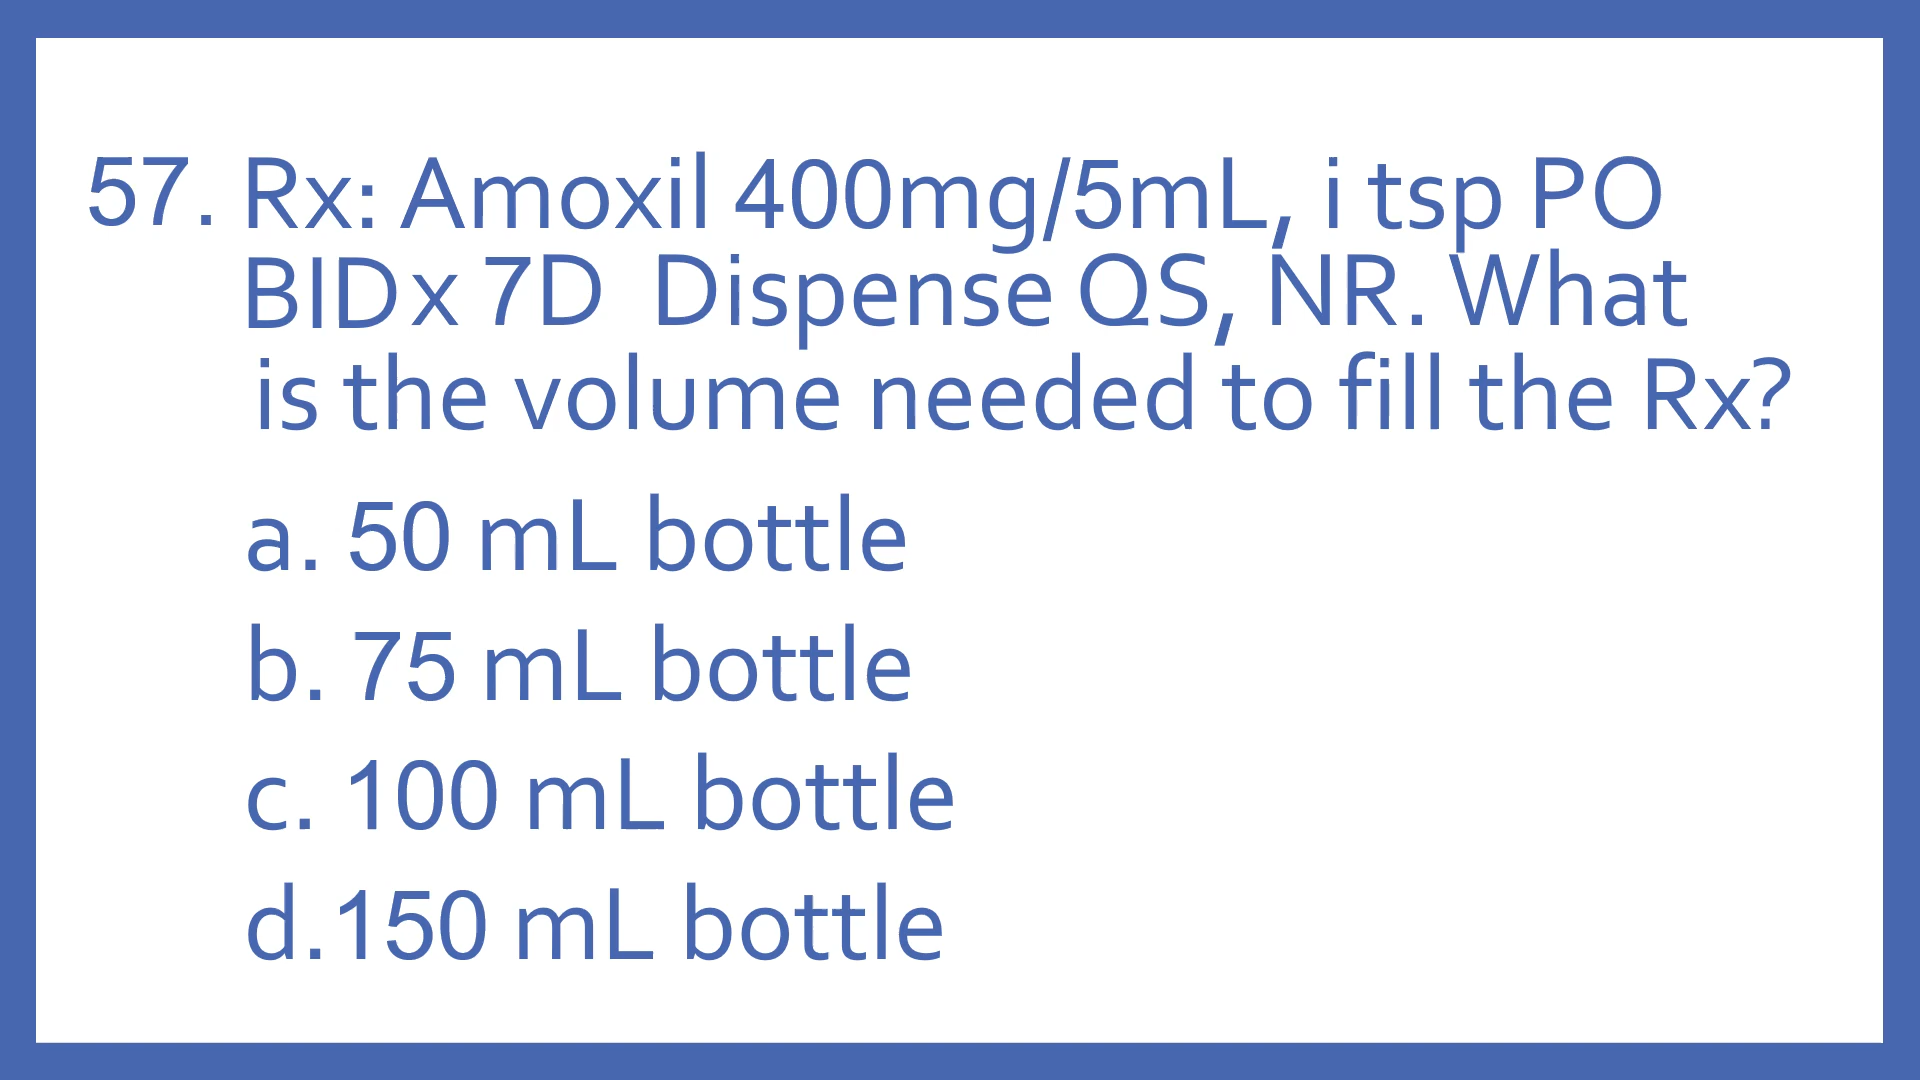 57. Rx: Amoxil 400mg/5mL, i tsp PO
BID x 7D Dispense QS, NR. What
is the volume needed to fill the Rx?
a. 50 mL bottle
b. 75 mL bottle
c. 100 mL bottle
d.150 mL bottle